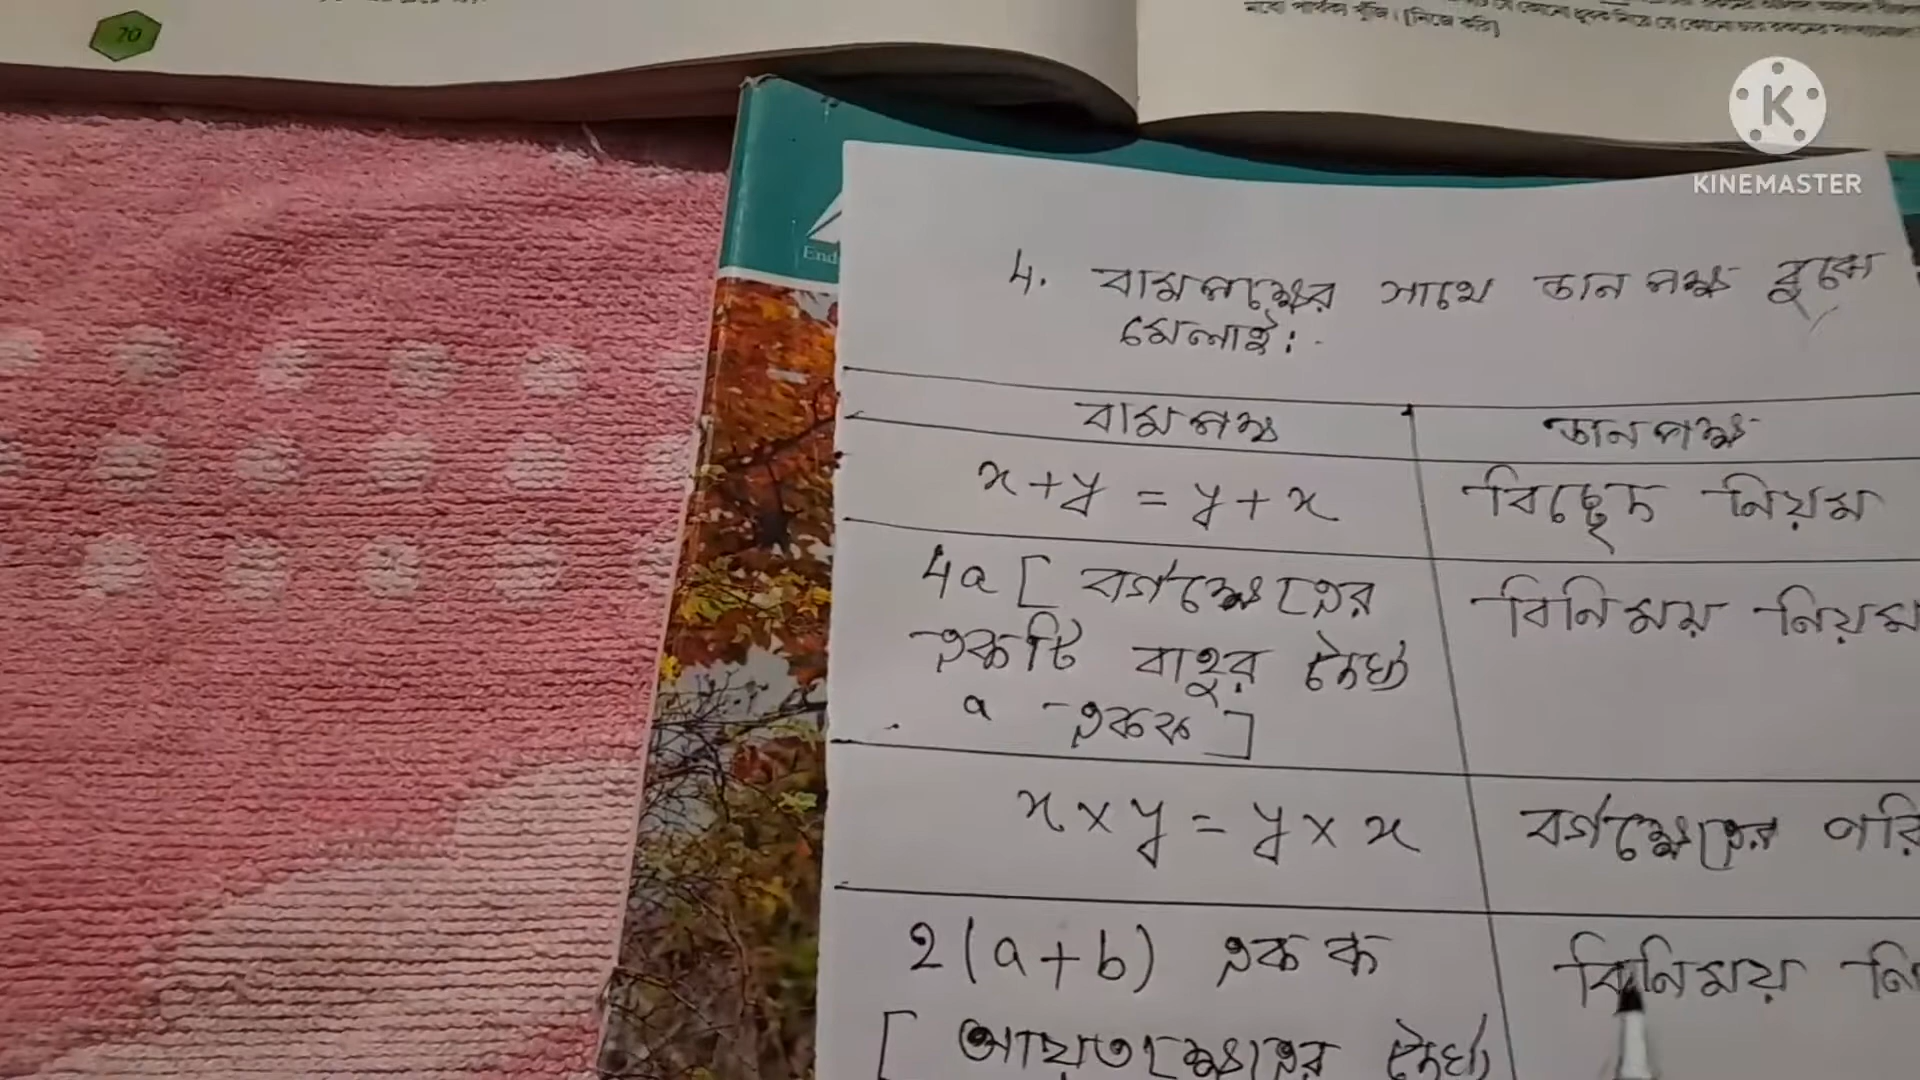 70
KINEMASTER
End
4. বামপক্ষের সাথে ডানপক্ষ বুঝে
মেলাই:
বামপক্ষ ডানপক্ষ
x+y = y+x বিচ্ছেদ নিয়ম
4a [ বর্গক্ষেত্রের বিনিময় নিয়ম
একটি বাহুর দৈর্ঘ্য
a একক ]
x×y = y×x বর্গক্ষেত্রের পরি
2(a+b) একক বিনিময় নি
[ আয়তক্ষেত্রের দৈর্ঘ্য